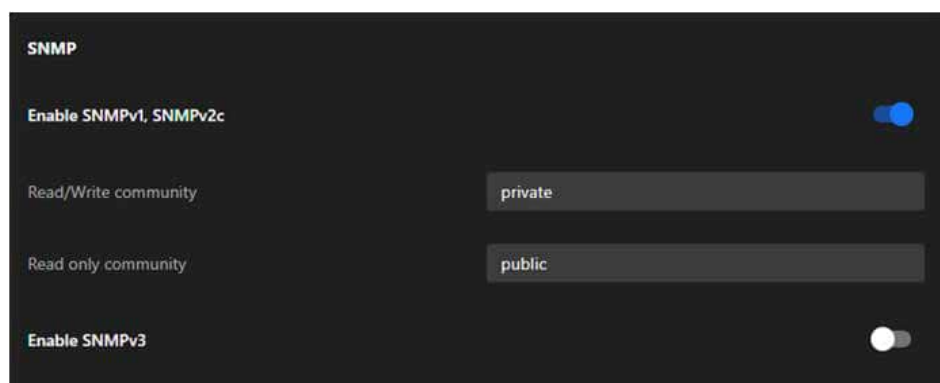 SNMP
Enable SNMPv1, SNMPv2c
Read/Write community private
Read only community public
Enable SNMPv3